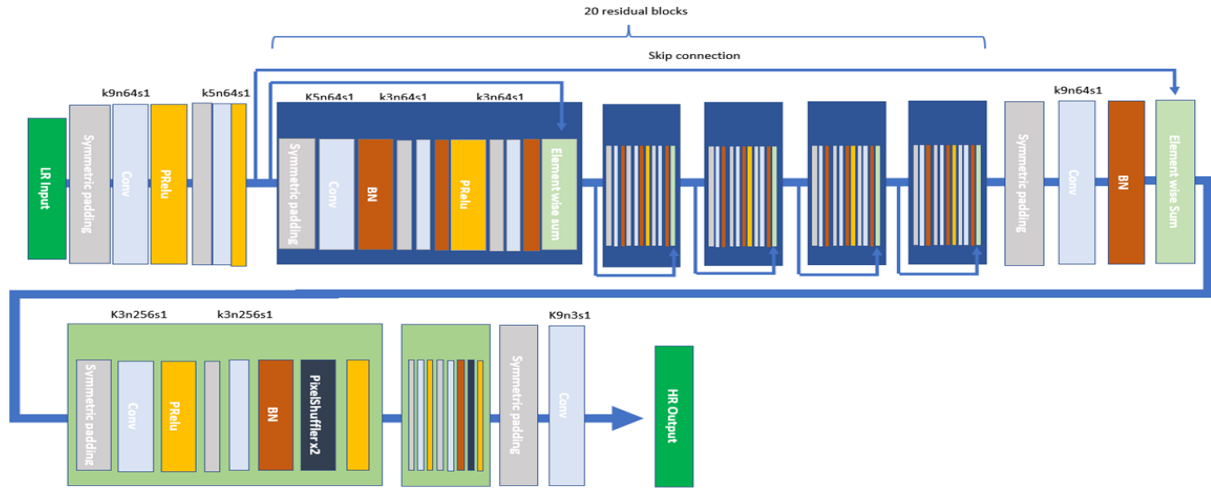 20 residual blocks
Skip connection
k9n64s1
k5n64s1
K5n64s1
k3n64s1
k3n64s1
k9n64s1
LR Input
Symmetric padding
Conv
PRelu
Symmetric padding
Conv
BN
PRelu
Element wise sum
Symmetric padding
Conv
BN
Element wise Sum
K3n256s1
k3n256s1
K9n3s1
Symmetric padding
Conv
PRelu
BN
PixelShuffler x2
Symmetric padding
Conv
HR Output